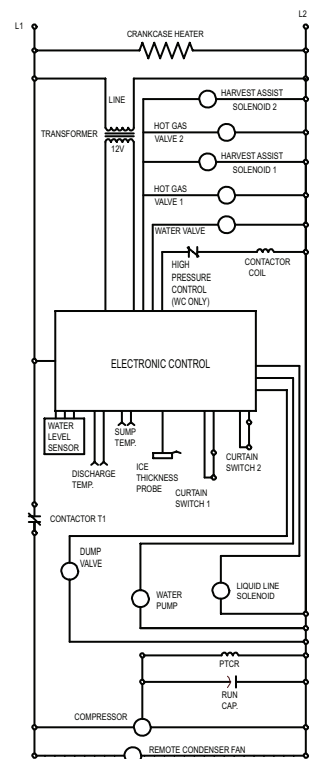 L1
L2
CRANKCASE HEATER
LINE
TRANSFORMER
12V
HARVEST ASSIST
SOLENOID 2
HOT GAS
VALVE 2
HARVEST ASSIST
SOLENOID 1
HOT GAS
VALVE 1
WATER VALVE
HIGH
PRESSURE
CONTROL
(WC ONLY)
CONTACTOR
COIL
ELECTRONIC CONTROL
WATER
LEVEL
SENSOR
SUMP
TEMP.
DISCHARGE
TEMP.
ICE
THICKNESS
PROBE
CURTAIN
SWITCH 1
CURTAIN
SWITCH 2
CONTACTOR T1
DUMP
VALVE
WATER
PUMP
LIQUID LINE
SOLENOID
PTCR
RUN
CAP.
COMPRESSOR
REMOTE CONDENSER FAN